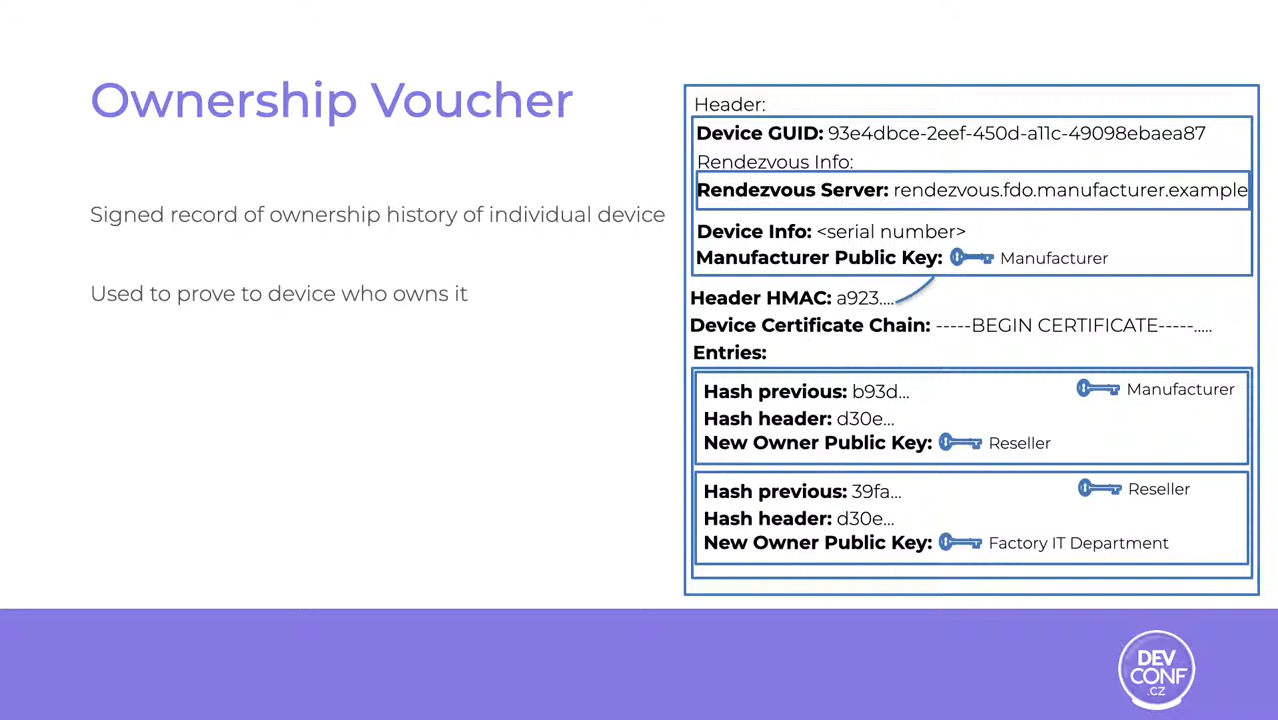 Ownership Voucher
Signed record of ownership history of individual device
Used to prove to device who owns it
Header:
Device GUID: 93e4dbce-2eef-450d-a11c-49098ebaea87
Rendezvous Info:
Rendezvous Server: rendezvous.fdo.manufacturer.example
Device Info: <serial number>
Manufacturer Public Key: Manufacturer
Header HMAC: a923....
Device Certificate Chain: -----BEGIN CERTIFICATE-----.....
Entries:
Hash previous: b93d... Manufacturer
Hash header: d30e...
New Owner Public Key: Reseller
Hash previous: 39fa... Reseller
Hash header: d30e...
New Owner Public Key: Factory IT Department
DEV
CONF
.CZ